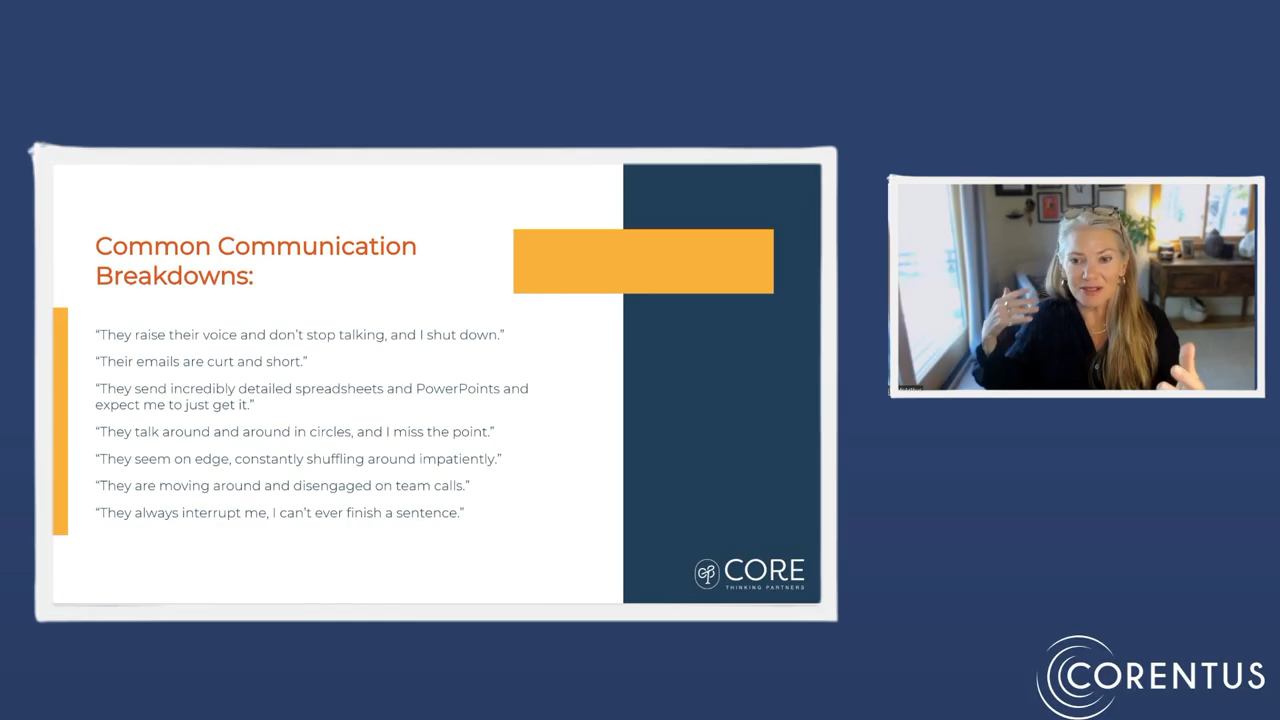 Common Communication
Breakdowns:
“They raise their voice and don’t stop talking, and I shut down.”
“Their emails are curt and short.”
“They send incredibly detailed spreadsheets and PowerPoints and
expect me to just get it.”
“They talk around and around in circles, and I miss the point.”
“They seem on edge, constantly shuffling around impatiently.”
“They are moving around and disengaged on team calls.”
“They always interrupt me, I can’t ever finish a sentence.”
CORE
THINKING PARTNERS
CORENTUS